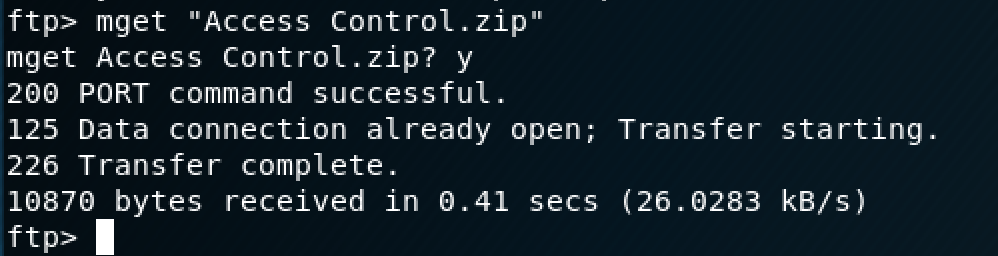 ftp> mget "Access Control.zip"
mget Access Control.zip? y
200 PORT command successful.
125 Data connection already open; Transfer starting.
226 Transfer complete.
10870 bytes received in 0.41 secs (26.0283 kB/s)
ftp>